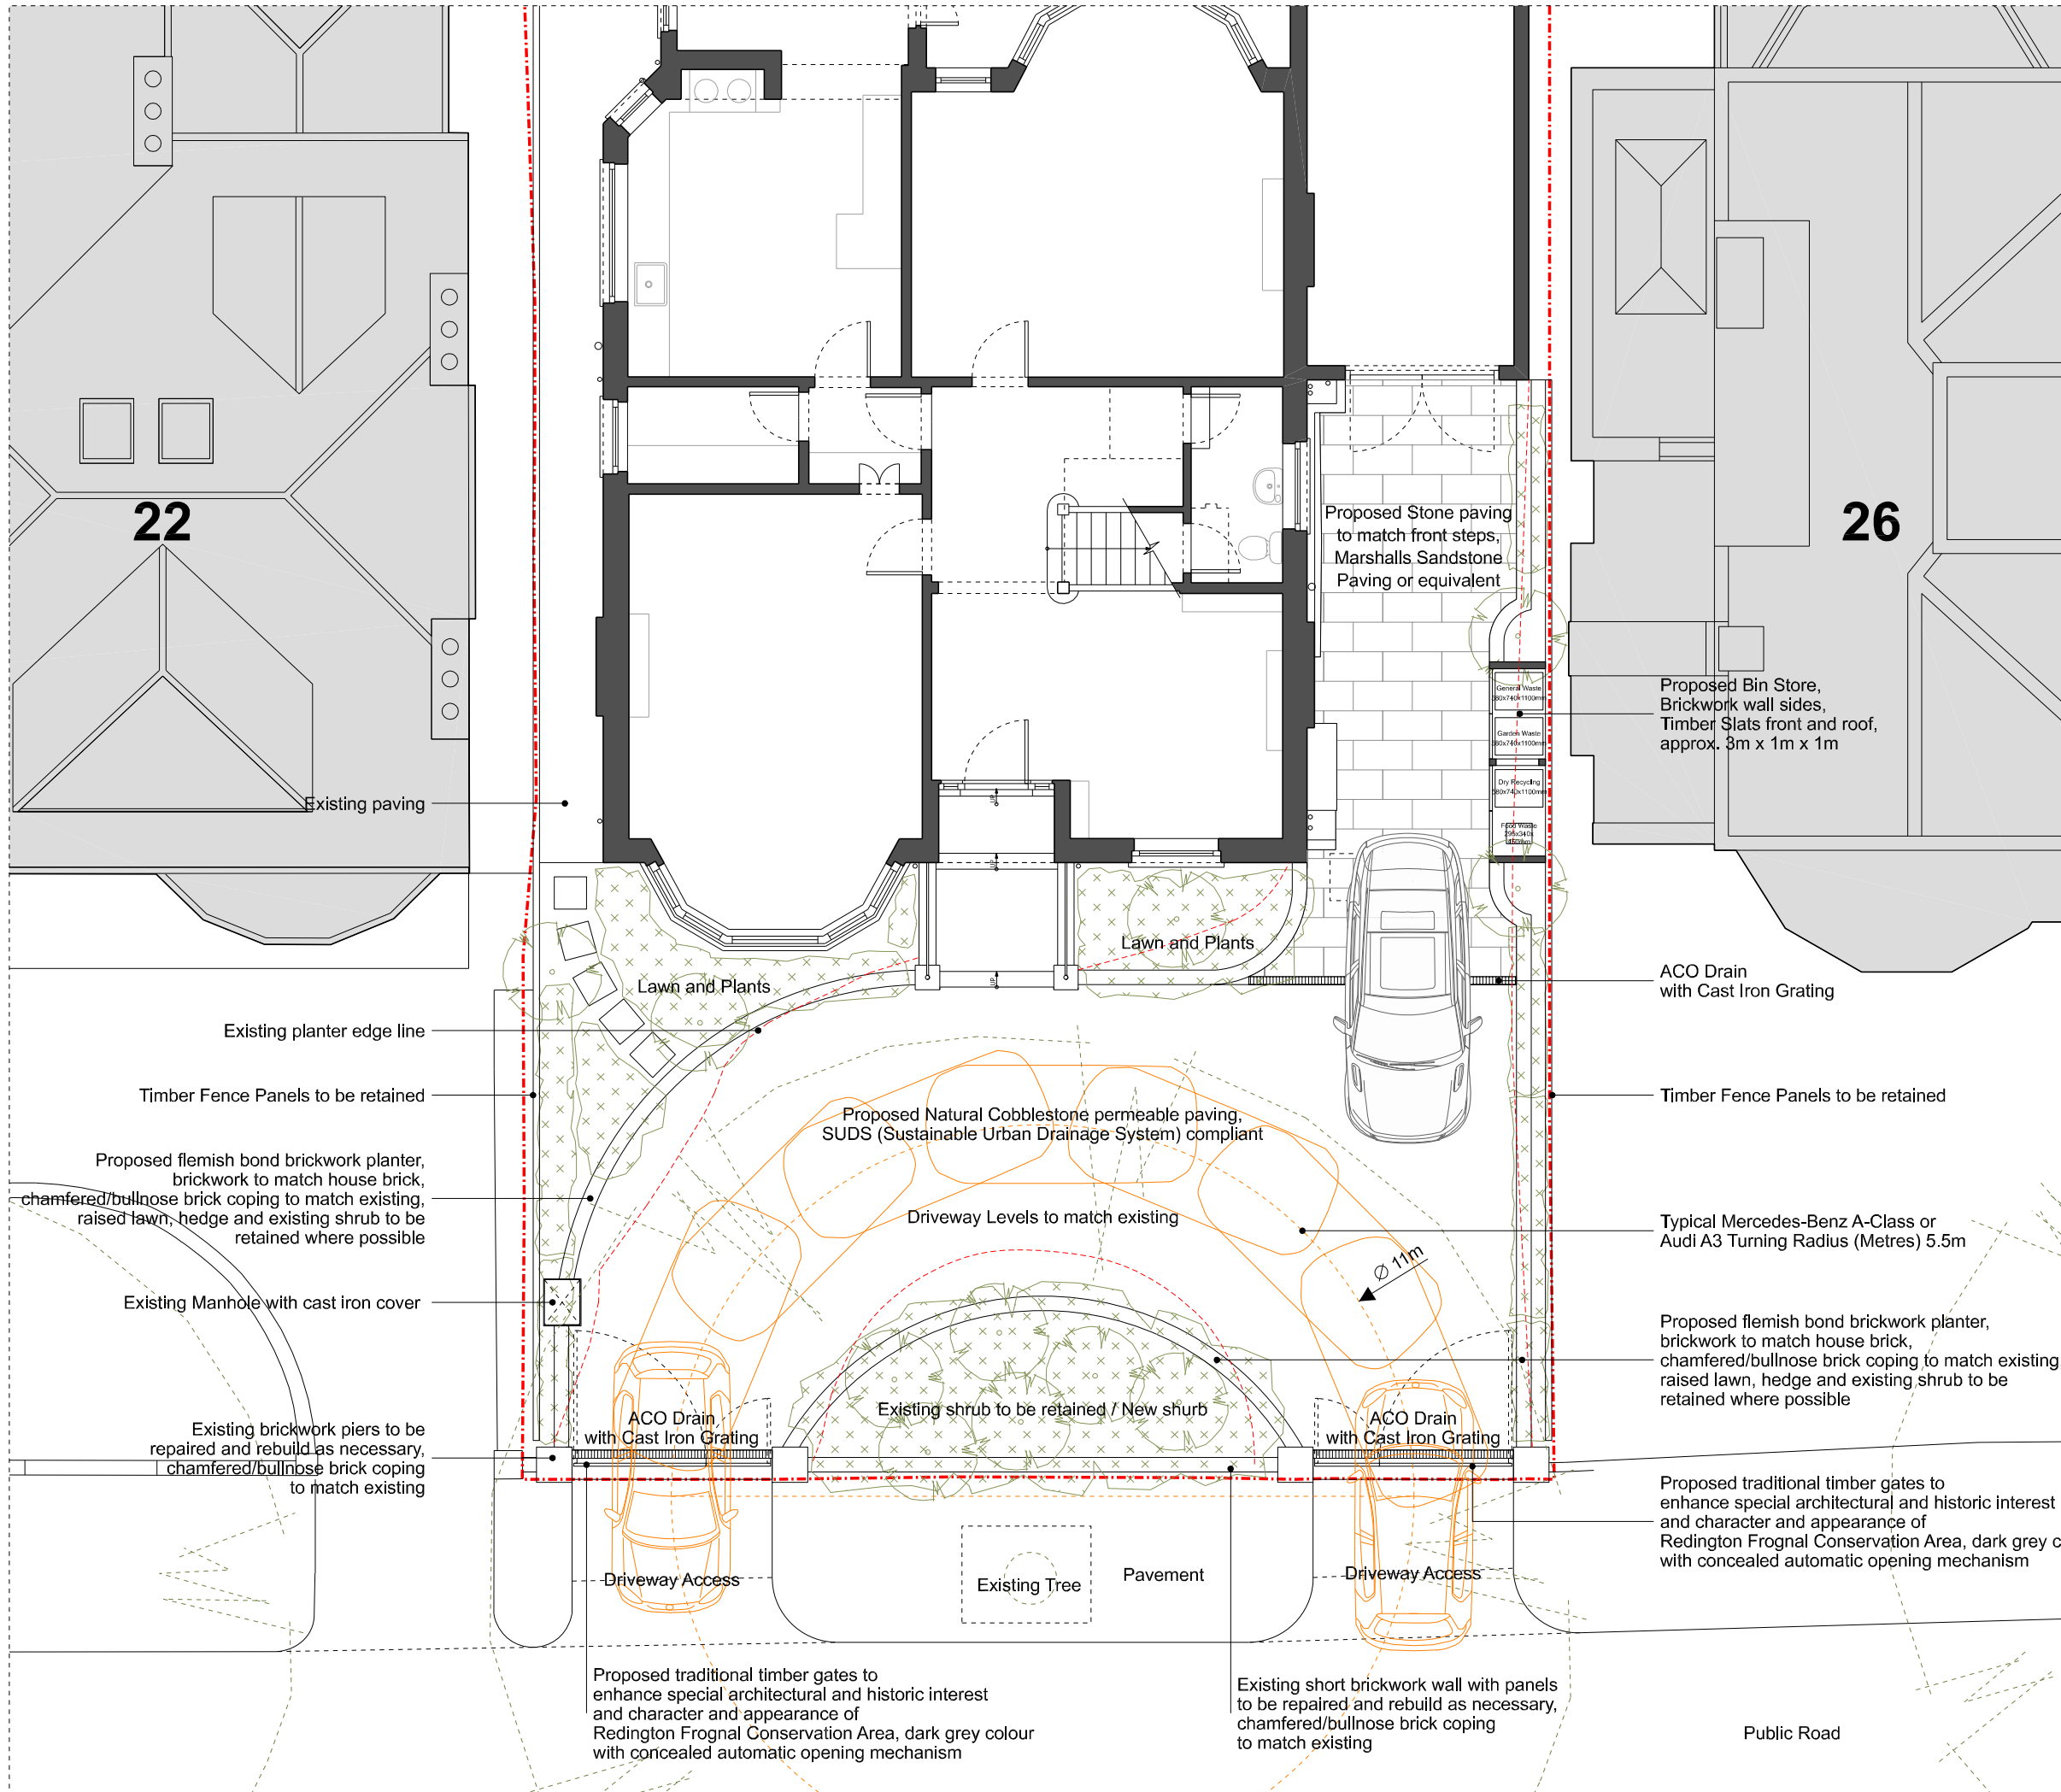 22
26
Proposed Stone paving
to match front steps,
Marshalls Sandstone
Paving or equivalent
General Waste
580x740x1100mm
Garden Waste
580x740x1100mm
Dry Recycling
580x740x1100mm
Food Waste
Proposed Bin Store,
Brickwork wall sides,
Timber Slats front and roof,
approx. 3m x 1m x 1m
Existing paving
UP
UP
UP
Lawn and Plants
Lawn and Plants
ACO Drain
with Cast Iron Grating
Existing planter edge line
Timber Fence Panels to be retained
Timber Fence Panels to be retained
Proposed Natural Cobblestone permeable paving,
SUDS (Sustainable Urban Drainage System) compliant
Proposed flemish bond brickwork planter,
brickwork to match house brick,
chamfered/bullnose brick coping to match existing,
raised lawn, hedge and existing shrub to be
retained where possible
Driveway Levels to match existing
Typical Mercedes-Benz A-Class or
Audi A3 Turning Radius (Metres) 5.5m
Ø 11m
Existing Manhole with cast iron cover
Proposed flemish bond brickwork planter,
brickwork to match house brick,
chamfered/bullnose brick coping to match existing
raised lawn, hedge and existing shrub to be
retained where possible
Existing shrub to be retained / New shurb
ACO Drain
with Cast Iron Grating
ACO Drain
with Cast Iron Grating
Existing brickwork piers to be
repaired and rebuild as necessary,
chamfered/bullnose brick coping
to match existing
Proposed traditional timber gates to
enhance special architectural and historic interest
and character and appearance of
Redington Frognal Conservation Area, dark grey c
with concealed automatic opening mechanism
Driveway Access
Existing Tree
Pavement
Driveway Access
Proposed traditional timber gates to
enhance special architectural and historic interest
and character and appearance of
Redington Frognal Conservation Area, dark grey colour
with concealed automatic opening mechanism
Existing short brickwork wall with panels
to be repaired and rebuild as necessary,
chamfered/bullnose brick coping
to match existing
Public Road